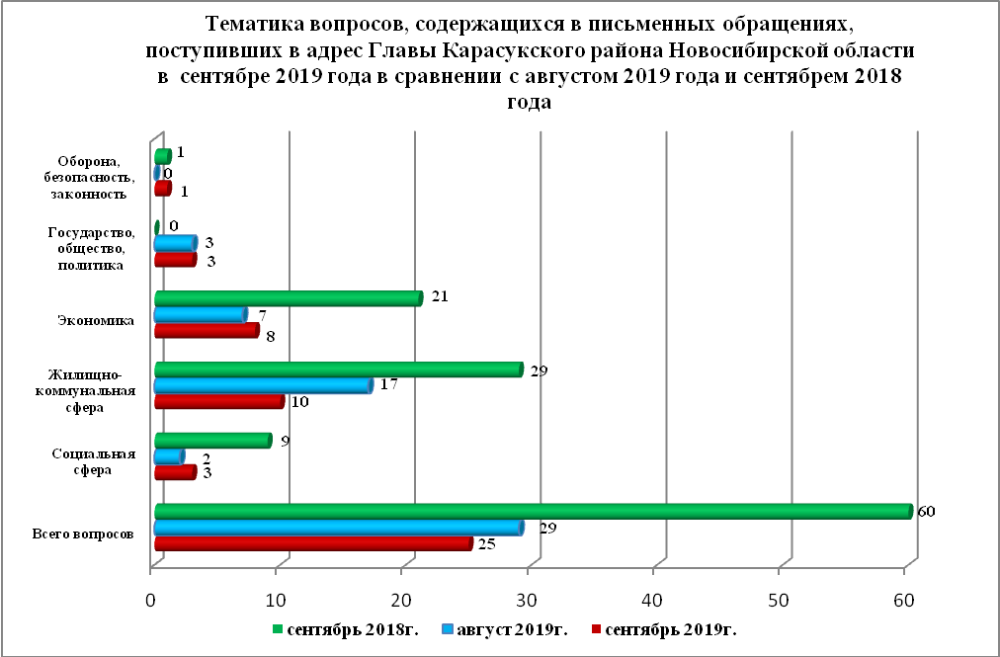 Тематика вопросов, содержащихся в письменных обращениях,
поступивших в адрес Главы Карасукского района Новосибирской области
в сентябре 2019 года в сравнении с августом 2019 года и сентябрем 2018
года
Оборона,
безопасность,
законность
1
0
1
Государство,
общество,
политика
0
3
3
Экономика
21
7
8
Жилищно-
коммунальная
сфера
29
17
10
Социальная
сфера
9
2
3
Всего вопросов
60
29
25
0 10 20 30 40 50 60
сентябрь 2018г. август 2019г. сентябрь 2019г.